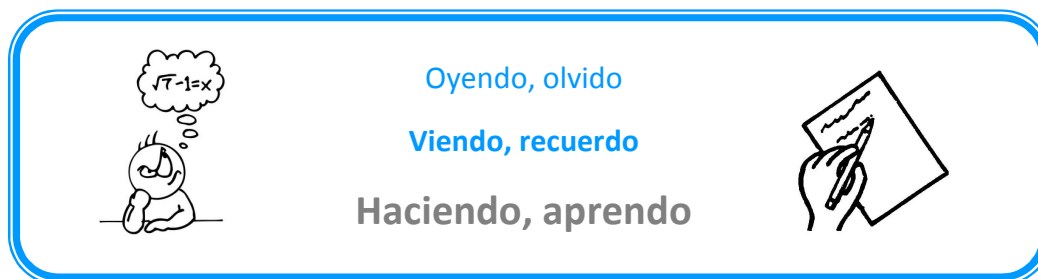 √7-1=x
Oyendo, olvido
Viendo, recuerdo
Haciendo, aprendo